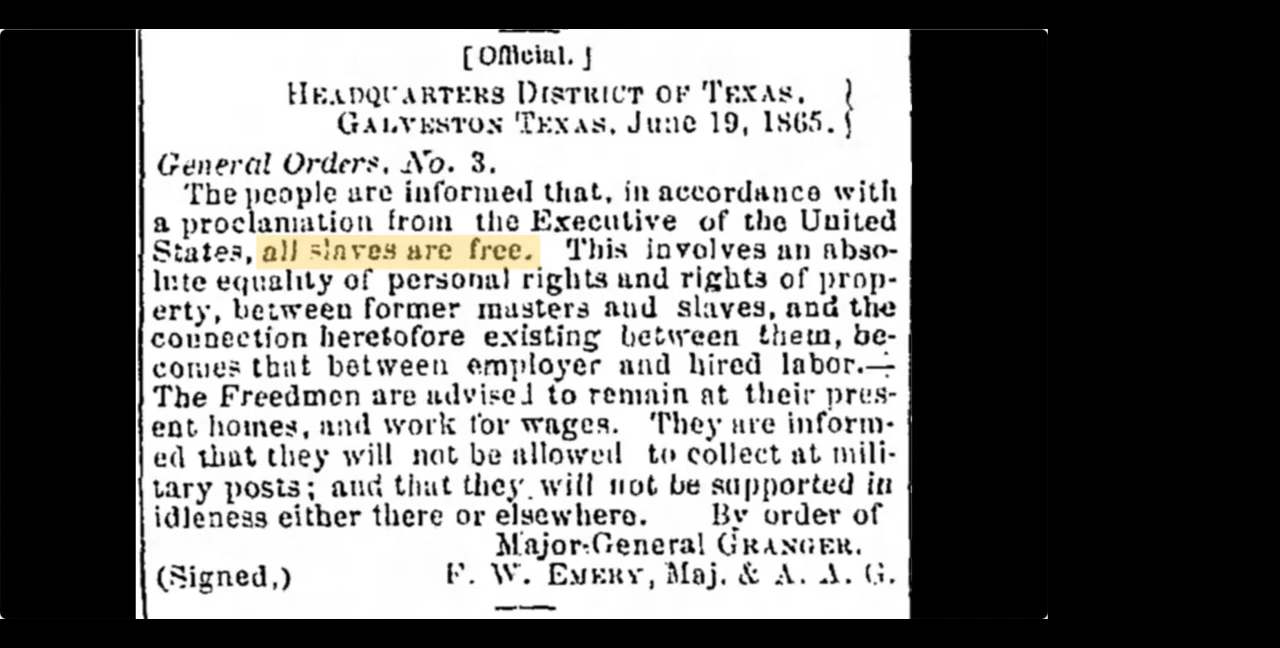 [Official.]
HEADQUARTERS DISTRICT OF TEXAS,
GALVESTON TEXAS, June 19, 1865.
General Orders, No. 3.
The people are informed that, in accordance with
a proclamation from the Executive of the United
States, all slaves are free. This involves an abso-
lute equality of personal rights and rights of prop-
erty, between former masters and slaves, and the
connection heretofore existing between them, be-
comes that between employer and hired labor.—
The Freedmen are advised to remain at their pres-
ent homes, and work for wages. They are inform-
ed that they will not be allowed to collect at mili-
tary posts; and that they will not be supported in
idleness either there or elsewhere. By order of
Major-General GRANGER.
(Signed,) F. W. EMERY, Maj. & A. A. G.